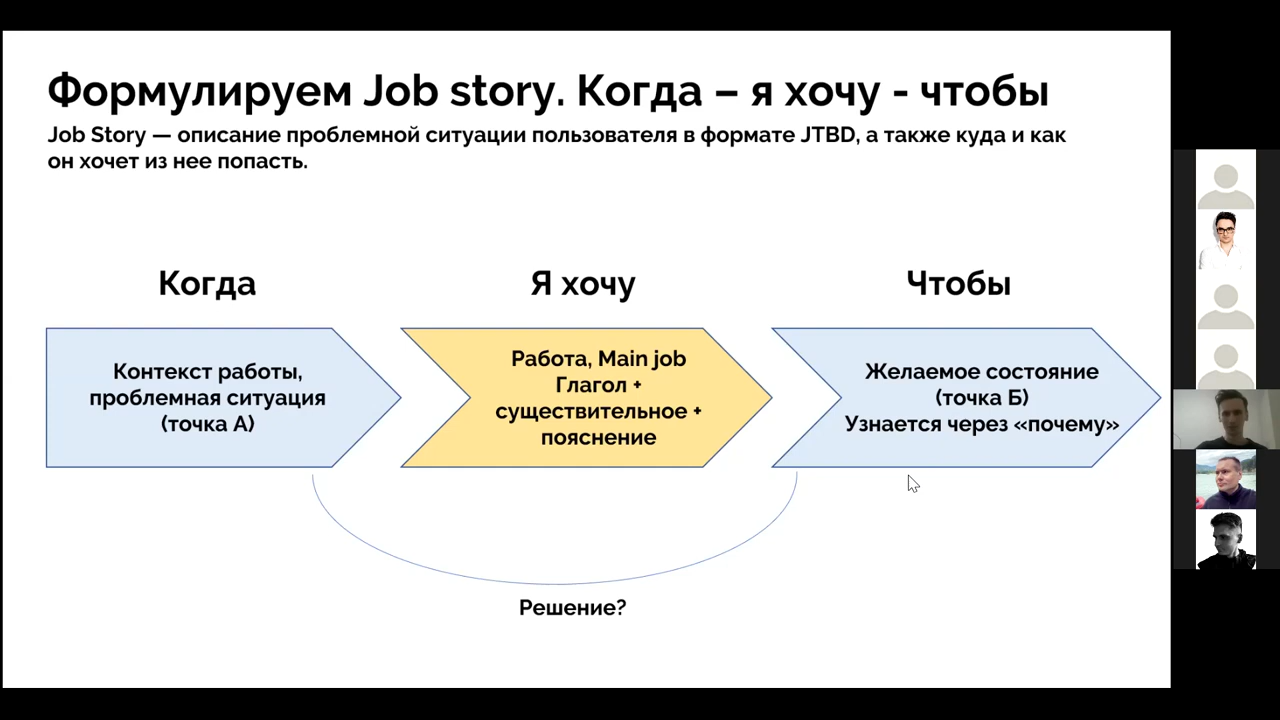 Формулируем Job story. Когда – я хочу - чтобы
Job Story — описание проблемной ситуации пользователя в формате JTBD, а также куда и как
он хочет из нее попасть.
Когда
Я хочу
Чтобы
Контекст работы,
проблемная ситуация
(точка А)
Работа, Main job
Глагол +
существительное +
пояснение
Желаемое состояние
(точка Б)
Узнается через «почему»
Решение?